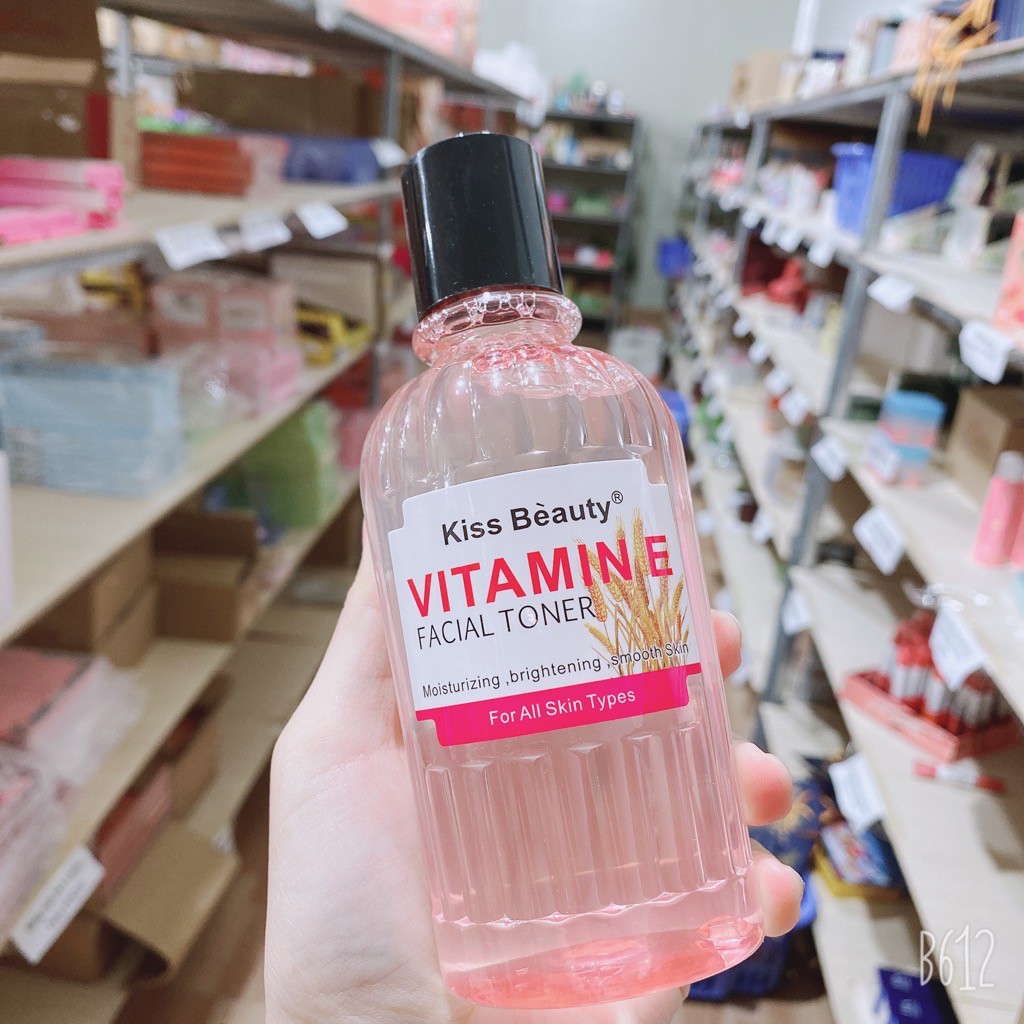 Kiss Bèauty®
VITAMIN E
FACIAL TONER
Moisturizing ,brightening ,smooth Skin
For All Skin Types
B612